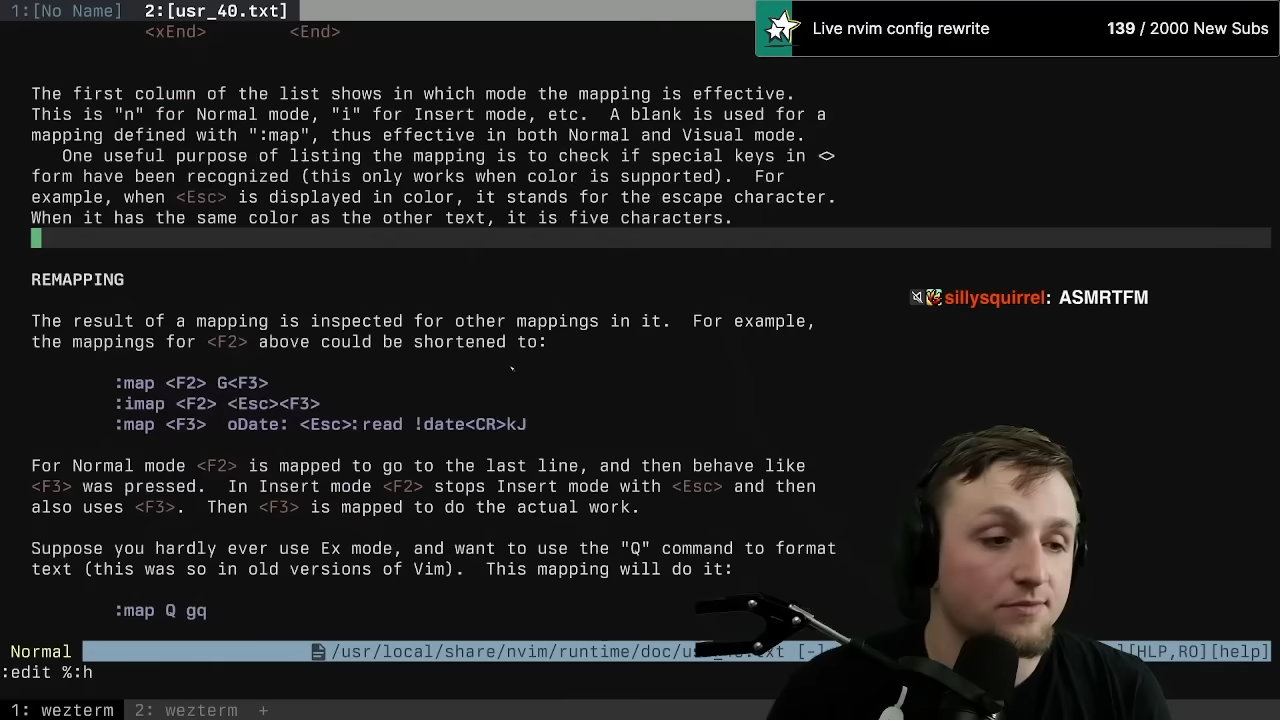 1:[No Name]  2:[usr_40.txt]
Live nvim config rewrite
139 / 2000 New Subs
<xEnd>        <End>
The first column of the list shows in which mode the mapping is effective.
This is "n" for Normal mode, "i" for Insert mode, etc.  A blank is used for a
mapping defined with ":map", thus effective in both Normal and Visual mode.
One useful purpose of listing the mapping is to check if special keys in <>
form have been recognized (this only works when color is supported).  For
example, when <Esc> is displayed in color, it stands for the escape character.
When it has the same color as the other text, it is five characters.
REMAPPING
sillysquirrel: ASMRTFM
The result of a mapping is inspected for other mappings in it.  For example,
the mappings for <F2> above could be shortened to:
:map <F2> G<F3>
:imap <F2> <Esc><F3>
:map <F3>  oDate: <Esc>:read !date<CR>kJ
For Normal mode <F2> is mapped to go to the last line, and then behave like
<F3> was pressed.  In Insert mode <F2> stops Insert mode with <Esc> and then
also uses <F3>.  Then <F3> is mapped to do the actual work.
Suppose you hardly ever use Ex mode, and want to use the "Q" command to format
text (this was so in old versions of Vim).  This mapping will do it:
:map Q gq
Normal /usr/local/share/nvim/runtime/doc/us .txt [-] [HLP,RO][help]
:edit %:h
1: wezterm  2: wezterm  +